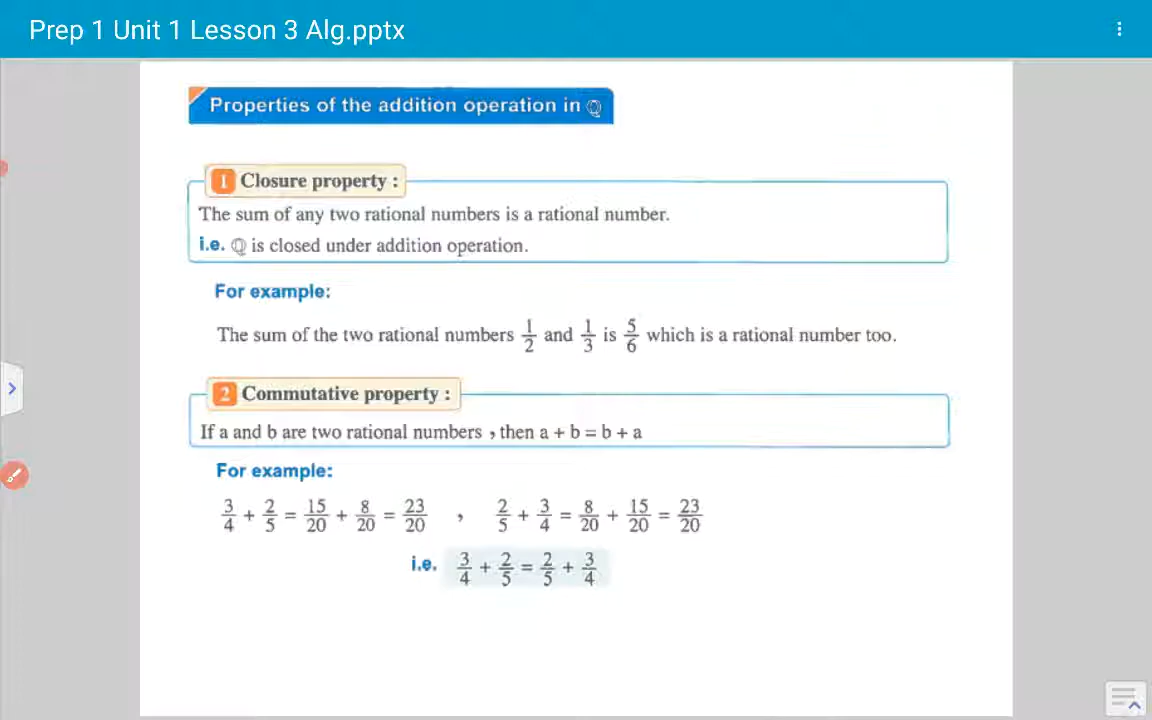 Prep 1 Unit 1 Lesson 3 Alg.pptx
Properties of the addition operation in ℚ
1 Closure property :
The sum of any two rational numbers is a rational number.
i.e. ℚ is closed under addition operation.
For example:
The sum of the two rational numbers 1/2 and 1/3 is 5/6 which is a rational number too.
2 Commutative property :
If a and b are two rational numbers , then a + b = b + a
For example:
3/4 + 2/5 = 15/20 + 8/20 = 23/20 , 2/5 + 3/4 = 8/20 + 15/20 = 23/20
i.e. 3/4 + 2/5 = 2/5 + 3/4